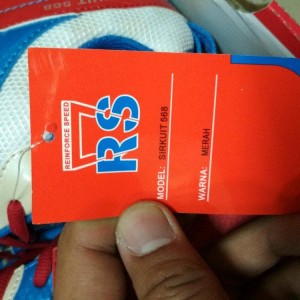 RS
REINFORCE SPEED
MODEL: SIRKUIT 568
WARNA: MERAH